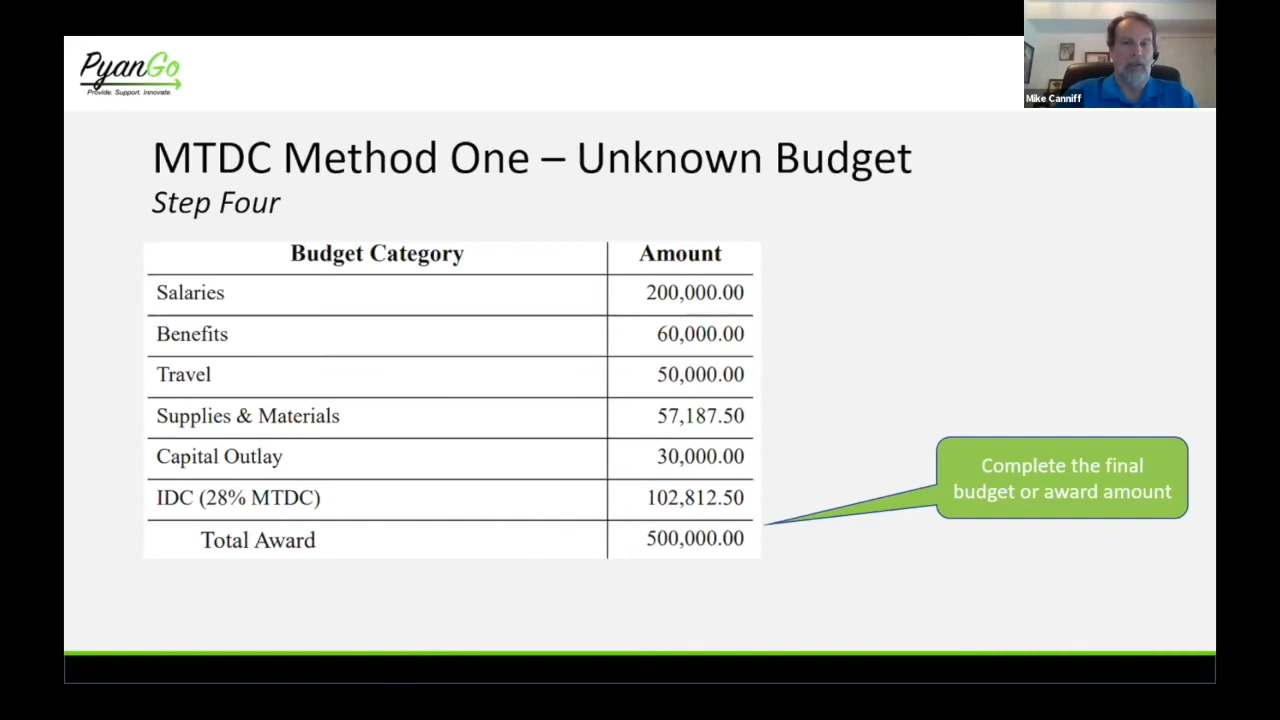 PyanGo
Provide. Support. Innovate.
Mike Canniff
MTDC Method One – Unknown Budget
Step Four
Budget Category Amount
Salaries 200,000.00
Benefits 60,000.00
Travel 50,000.00
Supplies & Materials 57,187.50
Capital Outlay 30,000.00
IDC (28% MTDC) 102,812.50
Total Award 500,000.00
Complete the final
budget or award amount